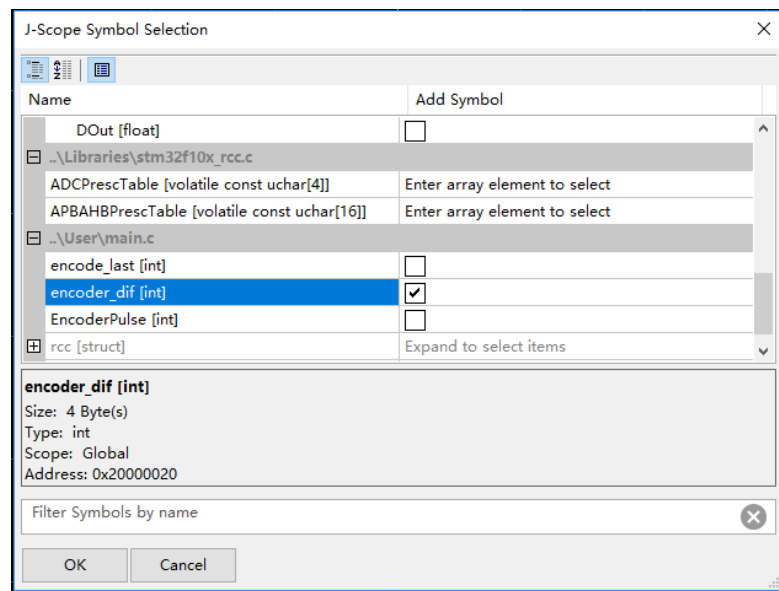 J-Scope Symbol Selection
Name Add Symbol
DOut [float]
..\Libraries\stm32f10x_rcc.c
ADCPrescTable [volatile const uchar[4]] Enter array element to select
APBAHBPrescTable [volatile const uchar[16]] Enter array element to select
..\User\main.c
encode_last [int]
encoder_dif [int]
EncoderPulse [int]
rcc [struct] Expand to select items
encoder_dif [int]
Size: 4 Byte(s)
Type: int
Scope: Global
Address: 0x20000020
Filter Symbols by name
OK Cancel